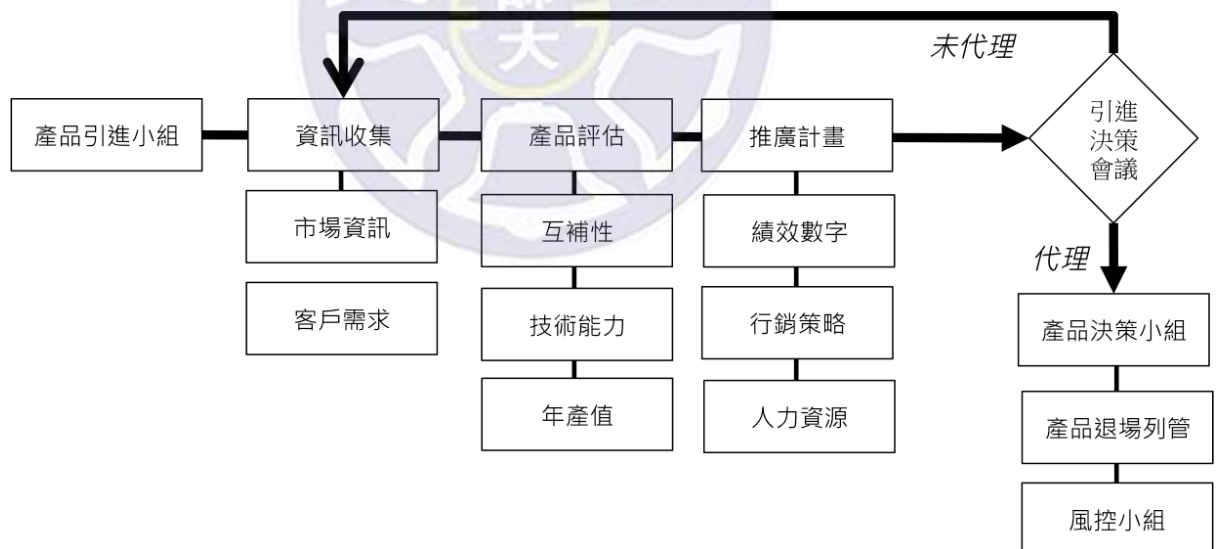 未代理
產品引進小組
資訊收集
產品評估
推廣計畫
引進
決策
會議
市場資訊
互補性
績效數字
代理
客戶需求
技術能力
行銷策略
產品決策小組
年產值
人力資源
產品退場列管
風控小組
大